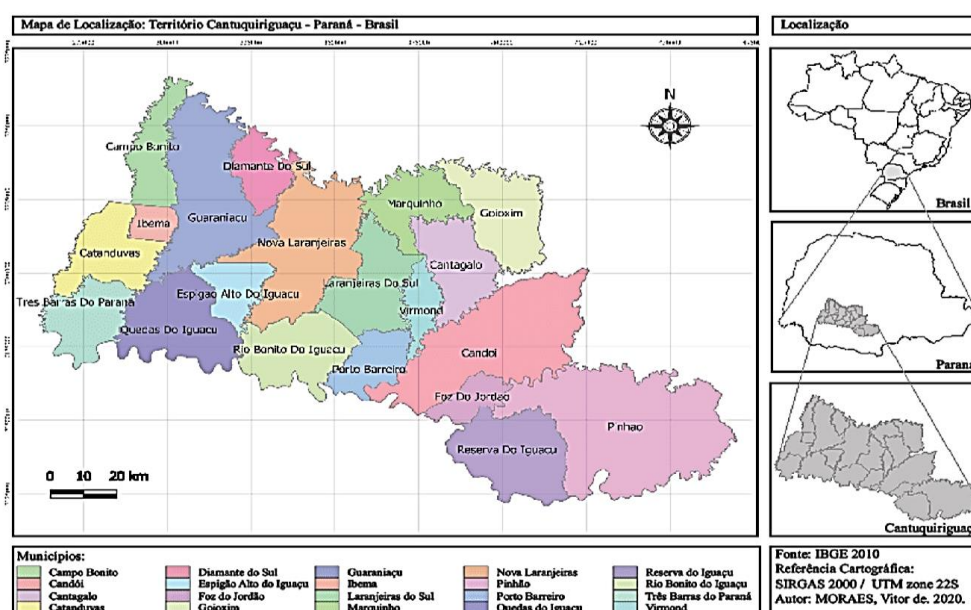 Mapa de Localização: Território Cantuquiriguaçu - Paraná - Brasil
Localização
N
Campo Bonito
Diamante Do Sul
Ibema
Guaraniacu
Marquinho
Goioxim
Catanduvas
Nova Laranjeiras
Cantagalo
Tres Barras Do Parana
Espigao Alto Do Iguacu
Laranjeiras Do Sul
Virmond
Quedas Do Iguacu
Rio Bonito Do Iguacu
Porto Barreiro
Candoi
Foz Do Jordao
Pinhao
Reserva Do Iguacu
0 10 20 km
Brasil
Paraná
Cantuquiriguaç
Municípios:
Campo Bonito
Candói
Cantagalo
Catanduvas
Diamante do Sul
Espigão Alto do Iguaçu
Foz do Jordão
Goioxim
Guaraniaçu
Ibema
Laranjeiras do Sul
Marquinho
Nova Laranjeiras
Pinhão
Porto Barreiro
Quedas do Iguaçu
Reserva do Iguaçu
Rio Bonito do Iguaçu
Três Barras do Paraná
Virmond
Fonte: IBGE 2010
Referência Cartográfica:
SIRGAS 2000 / UTM zone 22S
Autor: MORAES, Vitor de. 2020.